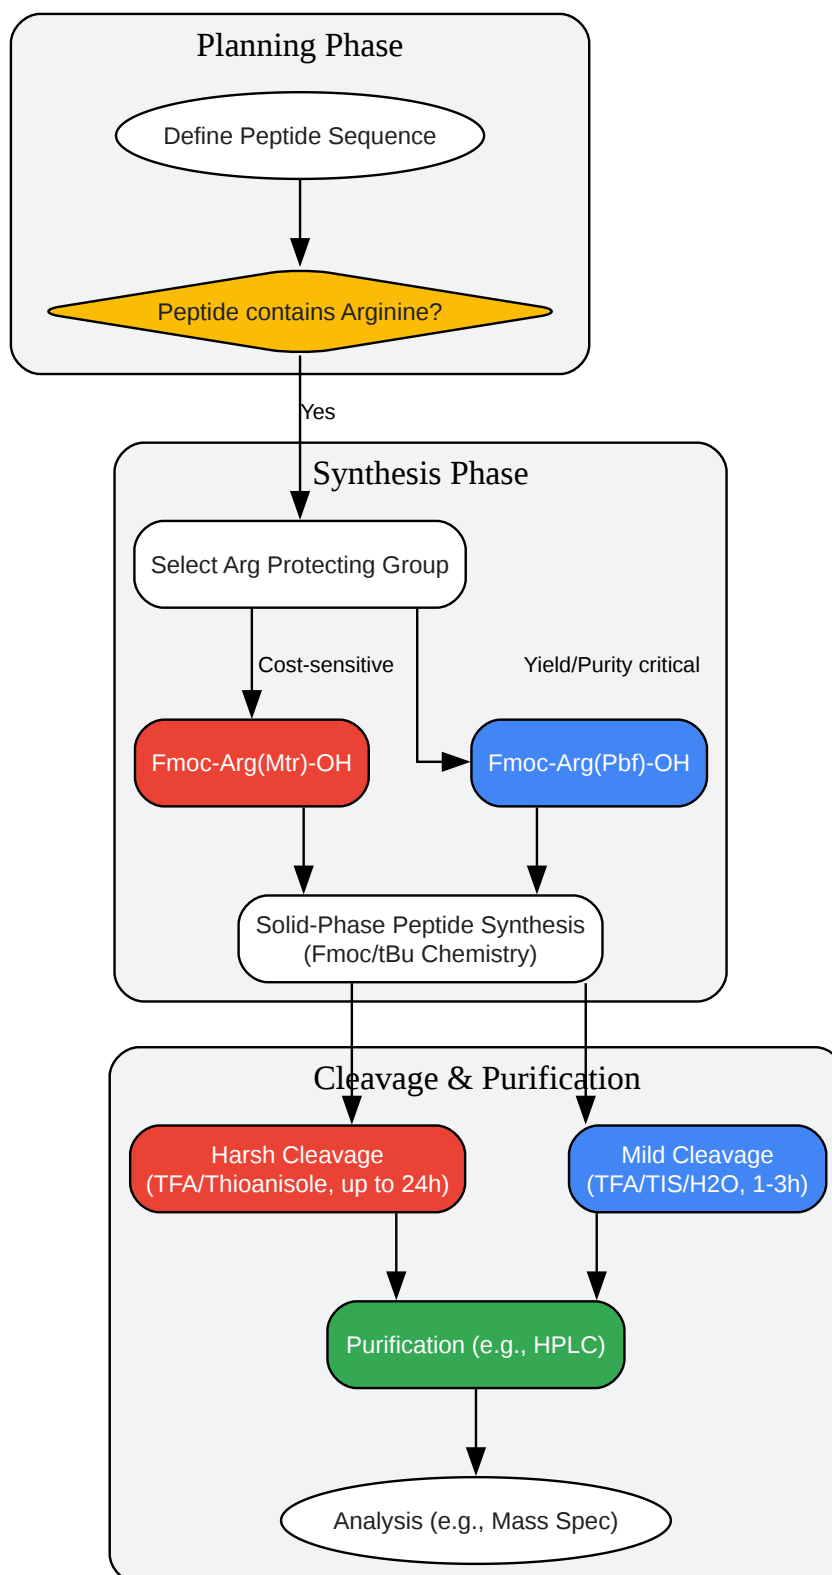 Planning Phase
Define Peptide Sequence
Peptide contains Arginine?
Yes
Synthesis Phase
Select Arg Protecting Group
Cost-sensitive
Yield/Purity critical
Fmoc-Arg(Mtr)-OH
Fmoc-Arg(Pbf)-OH
Solid-Phase Peptide Synthesis
(Fmoc/tBu Chemistry)
Cleavage & Purification
Harsh Cleavage
(TFA/Thioanisole, up to 24h)
Mild Cleavage
(TFA/TIS/H2O, 1-3h)
Purification (e.g., HPLC)
Analysis (e.g., Mass Spec)